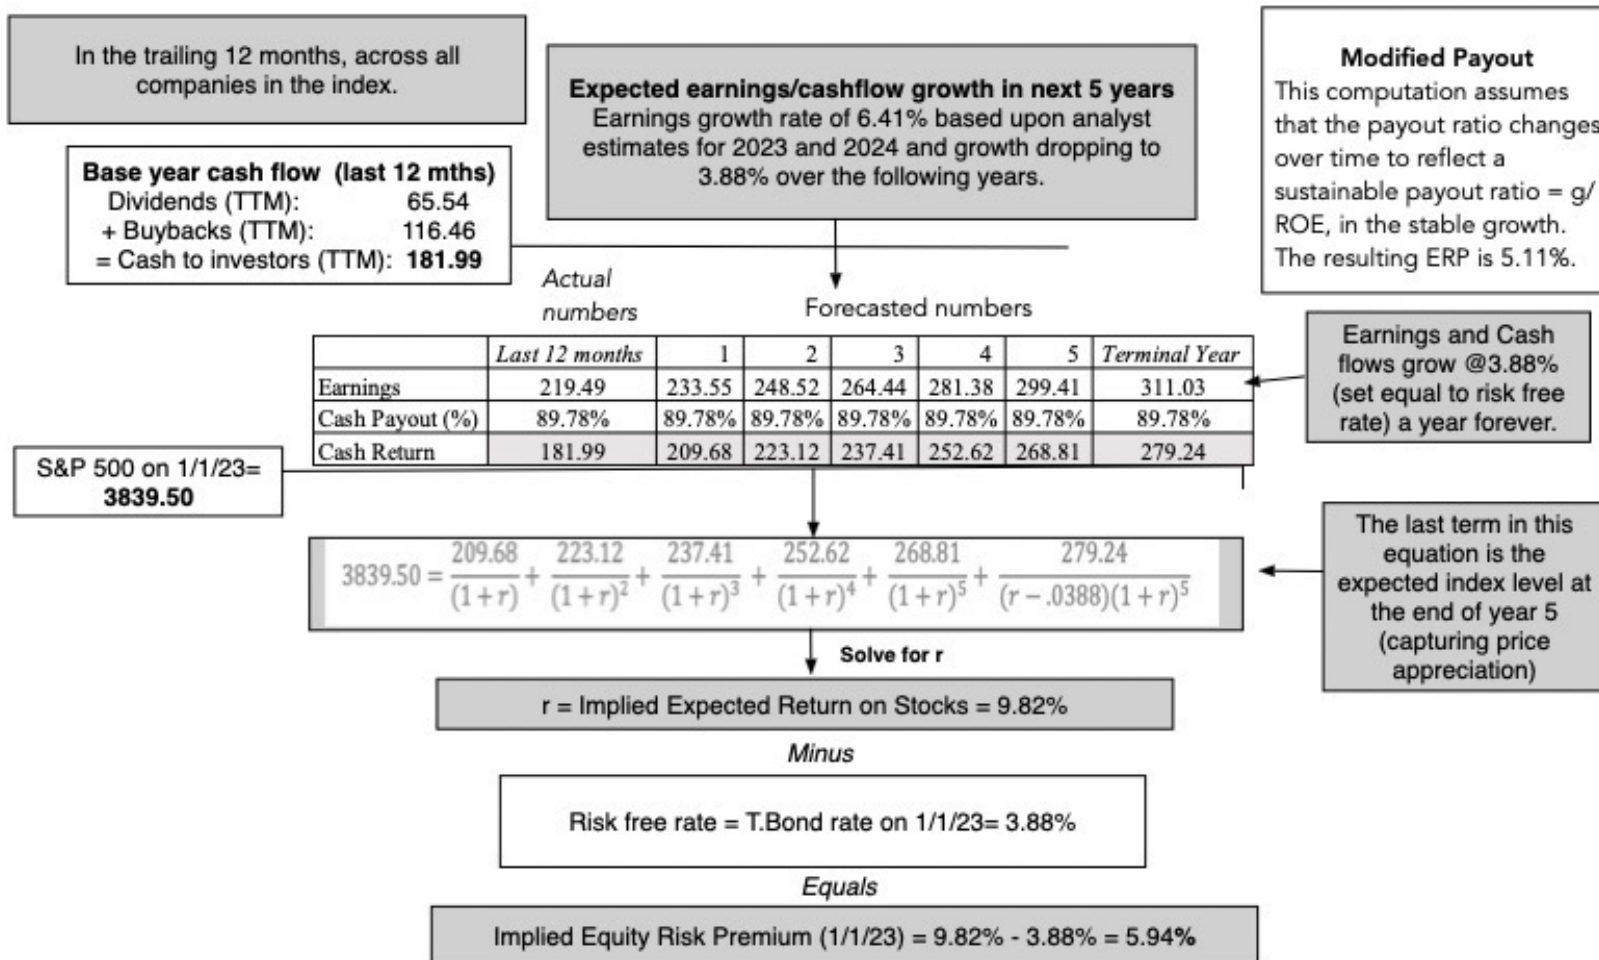 In the trailing 12 months, across all
companies in the index.
Expected earnings/cashflow growth in next 5 years
Earnings growth rate of 6.41% based upon analyst
estimates for 2023 and 2024 and growth dropping to
3.88% over the following years.
Modified Payout
This computation assumes
that the payout ratio changes
over time to reflect a
sustainable payout ratio = g/
ROE, in the stable growth.
The resulting ERP is 5.11%.
Base year cash flow (last 12 mths)
Dividends (TTM): 65.54
+ Buybacks (TTM): 116.46
= Cash to investors (TTM): 181.99
Actual
numbers
Forecasted numbers
Last 12 months 1 2 3 4 5 Terminal Year
Earnings 219.49 233.55 248.52 264.44 281.38 299.41 311.03
Cash Payout (%) 89.78% 89.78% 89.78% 89.78% 89.78% 89.78% 89.78%
Cash Return 181.99 209.68 223.12 237.41 252.62 268.81 279.24
Earnings and Cash
flows grow @3.88%
(set equal to risk free
rate) a year forever.
S&P 500 on 1/1/23=
3839.50
3839.50 = 209.68/(1+r) + 223.12/(1+r)^2 + 237.41/(1+r)^3 + 252.62/(1+r)^4 + 268.81/(1+r)^5 + 279.24/((r-.0388)(1+r)^5)
The last term in this
equation is the
expected index level at
the end of year 5
(capturing price
appreciation)
Solve for r
r = Implied Expected Return on Stocks = 9.82%
Minus
Risk free rate = T.Bond rate on 1/1/23= 3.88%
Equals
Implied Equity Risk Premium (1/1/23) = 9.82% - 3.88% = 5.94%